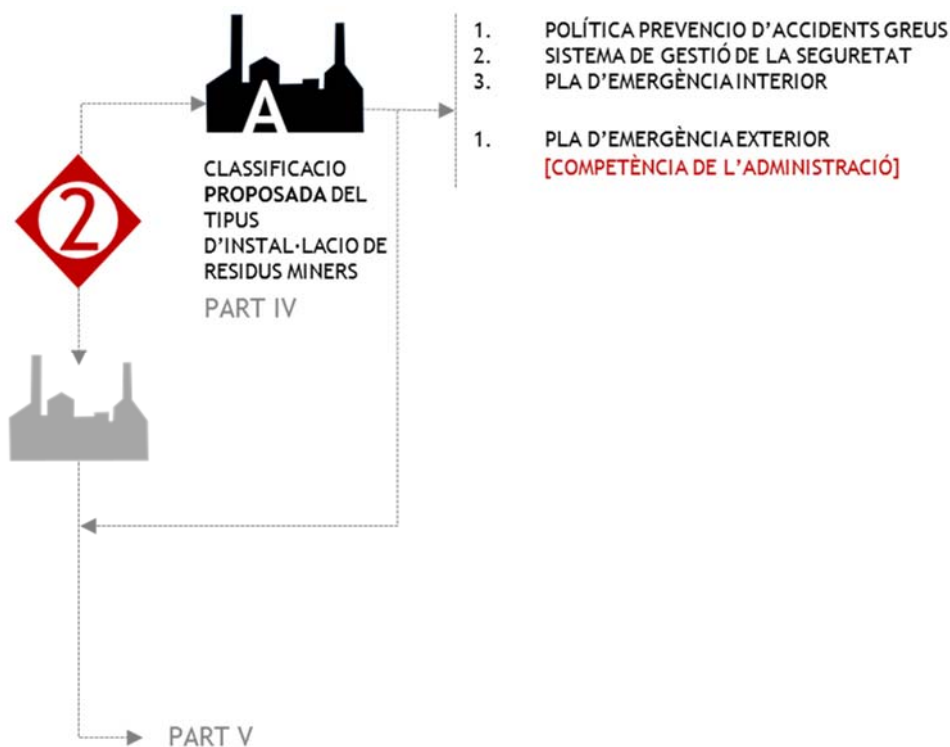 1. POLÍTICA PREVENCIO D'ACCIDENTS GREUS
2. SISTEMA DE GESTIÓ DE LA SEGURETAT
3. PLA D'EMERGÈNCIA INTERIOR
1. PLA D'EMERGÈNCIA EXTERIOR
[COMPETÈNCIA DE L'ADMINISTRACIÓ]
A
CLASSIFICACIO
PROPOSADA DEL
TIPUS
D'INSTAL·LACIO DE
RESIDUS MINERS
PART IV
2
PART V